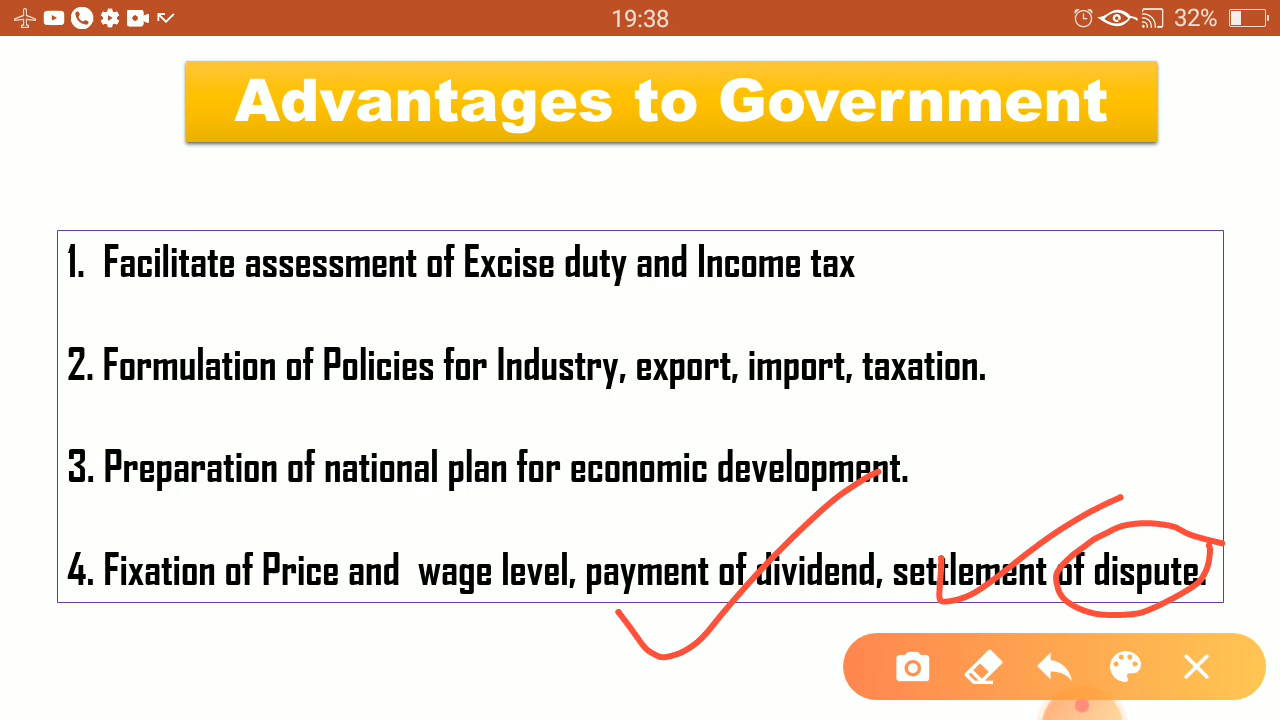 19:38
32%
Advantages to Government
1. Facilitate assessment of Excise duty and Income tax
2. Formulation of Policies for Industry, export, import, taxation.
3. Preparation of national plan for economic development.
4. Fixation of Price and wage level, payment of dividend, settlement of dispute.